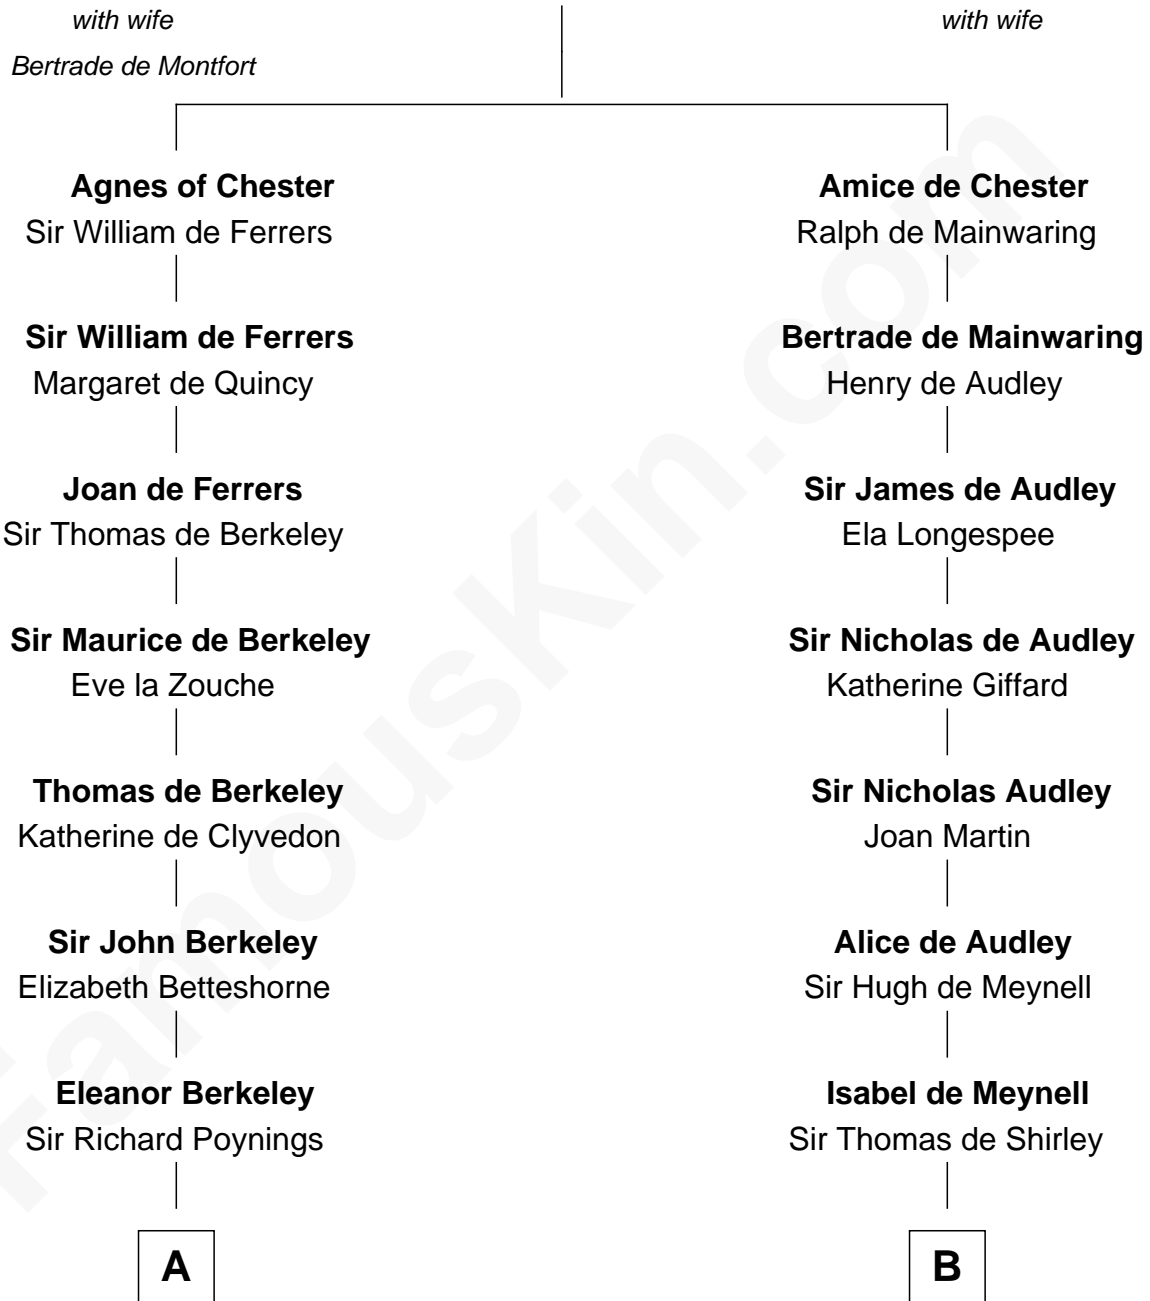 with wife
with wife
Bertrade de Montfort
Agnes of Chester
Amice de Chester
Sir William de Ferrers
Ralph de Mainwaring
Sir William de Ferrers
Bertrade de Mainwaring
Margaret de Quincy
Henry de Audley
Joan de Ferrers
Sir James de Audley
Sir Thomas de Berkeley
Ela Longespee
Sir Maurice de Berkeley
Sir Nicholas de Audley
Eve la Zouche
Katherine Giffard
Thomas de Berkeley
Sir Nicholas Audley
Katherine de Clyvedon
Joan Martin
Sir John Berkeley
Alice de Audley
Elizabeth Betteshorne
Sir Hugh de Meynell
Eleanor Berkeley
Isabel de Meynell
Sir Richard Poynings
Sir Thomas de Shirley
A
B
FamousKin.com